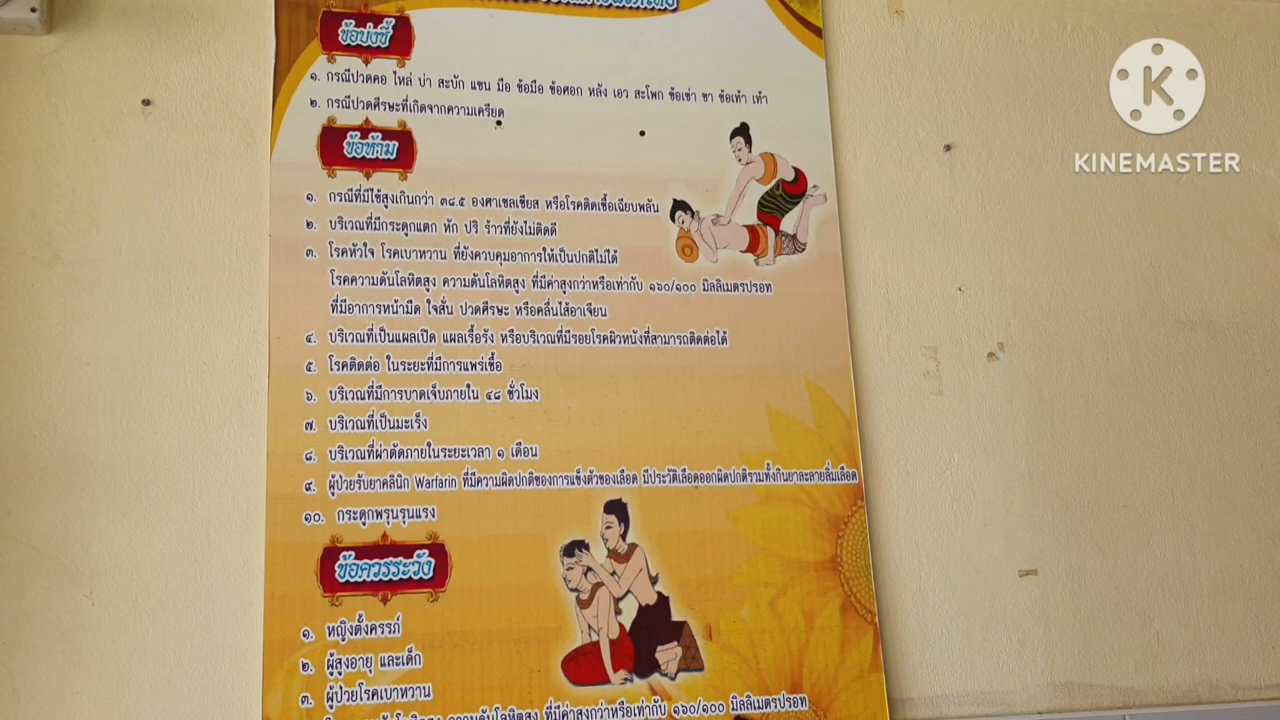 ข้อบ่งชี้
๑. กรณีปวดคอ ไหล่ บ่า สะบัก แขน มือ ข้อมือ ข้อศอก หลัง เอว สะโพก ข้อเข่า ขา ข้อเท้า เท้า
๒. กรณีปวดศีรษะที่เกิดจากความเครียด
ข้อห้าม
๑. กรณีที่มีไข้สูงเกินกว่า ๓๘.๕ องศาเซลเซียส หรือโรคติดเชื้อเฉียบพลัน
๒. บริเวณที่มีกระดูกแตก หัก ปริ ร้าวที่ยังไม่ติดดี
๓. โรคหัวใจ โรคเบาหวาน ที่ยังควบคุมอาการให้เป็นปกติไม่ได้
โรคความดันโลหิตสูง ความดันโลหิตสูง ที่มีค่าสูงกว่าหรือเท่ากับ ๑๖๐/๑๐๐ มิลลิเมตรปรอท
ที่มีอาการหน้ามืด ใจสั่น ปวดศีรษะ หรือคลื่นไส้อาเจียน
๔. บริเวณที่เป็นแผลเปิด แผลเรื้อรัง หรือบริเวณที่มีรอยโรคผิวหนังที่สามารถติดต่อได้
๕. โรคติดต่อ ในระยะที่มีการแพร่เชื้อ
๖. บริเวณที่มีการบาดเจ็บภายใน ๔๘ ชั่วโมง
๗. บริเวณที่เป็นมะเร็ง
๘. บริเวณที่ผ่าตัดภายในระยะเวลา ๑ เดือน
๙. ผู้ป่วยรับยาคลินิก Warfarin ที่มีความผิดปกติของการแข็งตัวของเลือด มีประวัติเลือดออกผิดปกติรวมทั้งกินยาละลายลิ่มเลือด
๑๐. กระดูกพรุนรุนแรง
ข้อควรระวัง
๑. หญิงตั้งครรภ์
๒. ผู้สูงอายุ และเด็ก
๓. ผู้ป่วยโรคเบาหวาน
ความดันโลหิตสูง ที่มีค่าสูงกว่าหรือเท่ากับ ๑๖๐/๑๐๐ มิลลิเมตรปรอท
K
KINEMASTER